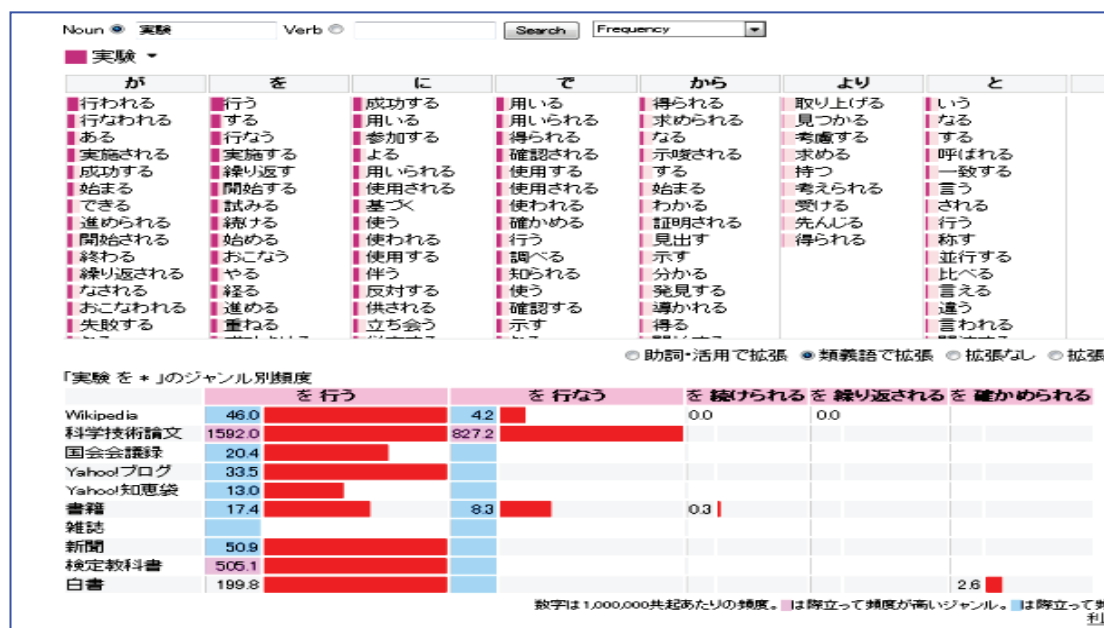 Noun 実験 Verb Search Frequency
実験
が を に で から より と
行われる 行う 成功する 用いる 得られる 取り上げる いう
行なわれる する 用いる 用いられる 求められる 見つかる なる
ある 行なう 参加する 得られる なる 考慮する する
実施される 実施する よる 確認される 示唆される 求める 呼ばれる
成功する 繰り返す 用いられる 使用する する 持つ 一致する
始まる 開始する 使用される 使用される 始まる 考えられる 言う
できる 試みる 基づく 使われる わかる 受ける される
進められる 続ける 使う 確かめる 証明される 先んじる 行う
開始される 始める 使われる 行う 見出す 得られる 称す
終わる おこなう 使用する 調べる 示す 並行する
繰り返される やる 伴う 知られる 分かる 比べる
なされる 経る 反対する 使う 発見する 言える
おこなわれる 進める 供される 確認する 導かれる 違う
失敗する 重ねる 立ち会う 示す 得る 言われる
助詞・活用で拡張 類義語で拡張 拡張なし 拡張
「実験 を * 」のジャンル別頻度
を 行う を 行なう を 続けられる を 繰り返される を 確かめられる
Wikipedia 46.0 4.2 0.0 0.0
科学技術論文 1592.0 827.2
国会会議録 20.4
Yahoo!ブログ 33.5
Yahoo!知恵袋 13.0
書籍 17.4 8.3 0.3
雑誌
新聞 50.9
検定教科書 505.1
白書 199.8 2.6
数字は1,000,000共起あたりの頻度。 は際立って頻度が高いジャンル。 は際立って頻
利